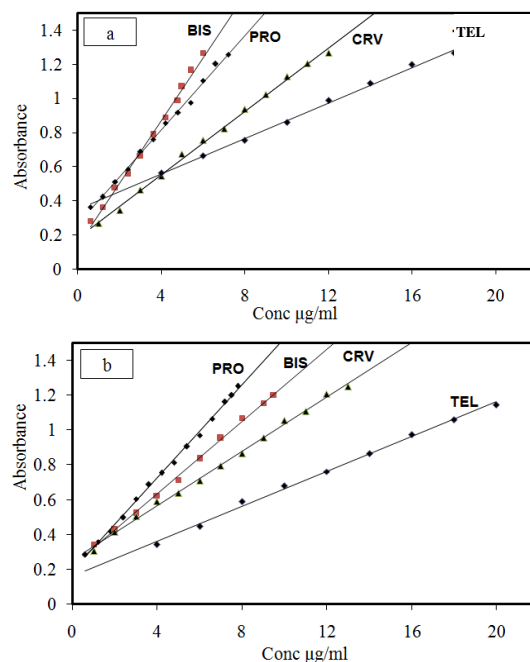 a
BIS
PRO
CRV
TEL
1.4
1.2
1
0.8
0.6
0.4
0.2
0
Absorbance
0 4 8 12 16 20
Conc µg/ml
b
PRO
BIS
CRV
TEL
1.4
1.2
1
0.8
0.6
0.4
0.2
0
Absorbance
0 4 8 12 16 20
Conc µg/ml